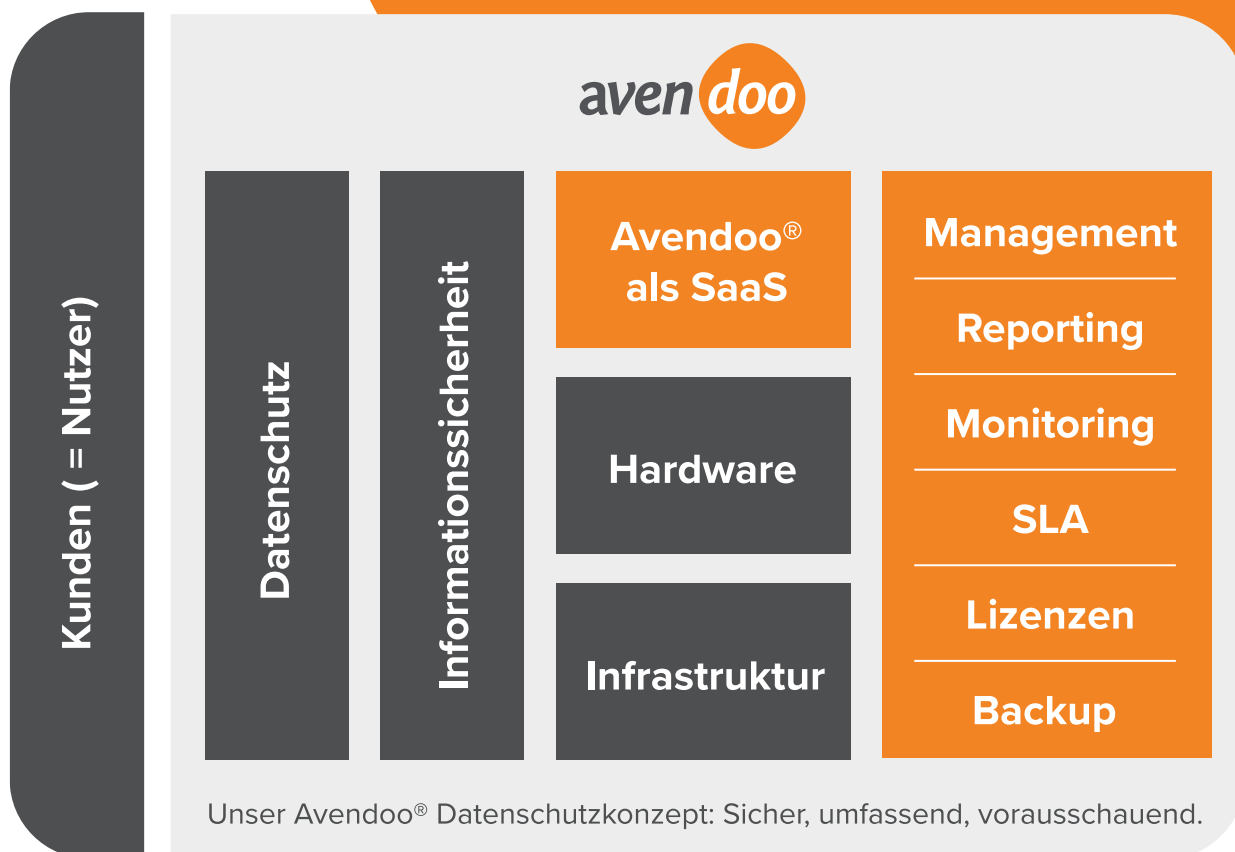 avendoo
Kunden ( = Nutzer)
Datenschutz
Informationssicherheit
Avendoo®
als SaaS
Hardware
Infrastruktur
Management
Reporting
Monitoring
SLA
Lizenzen
Backup
Unser Avendoo® Datenschutzkonzept: Sicher, umfassend, vorausschauend.